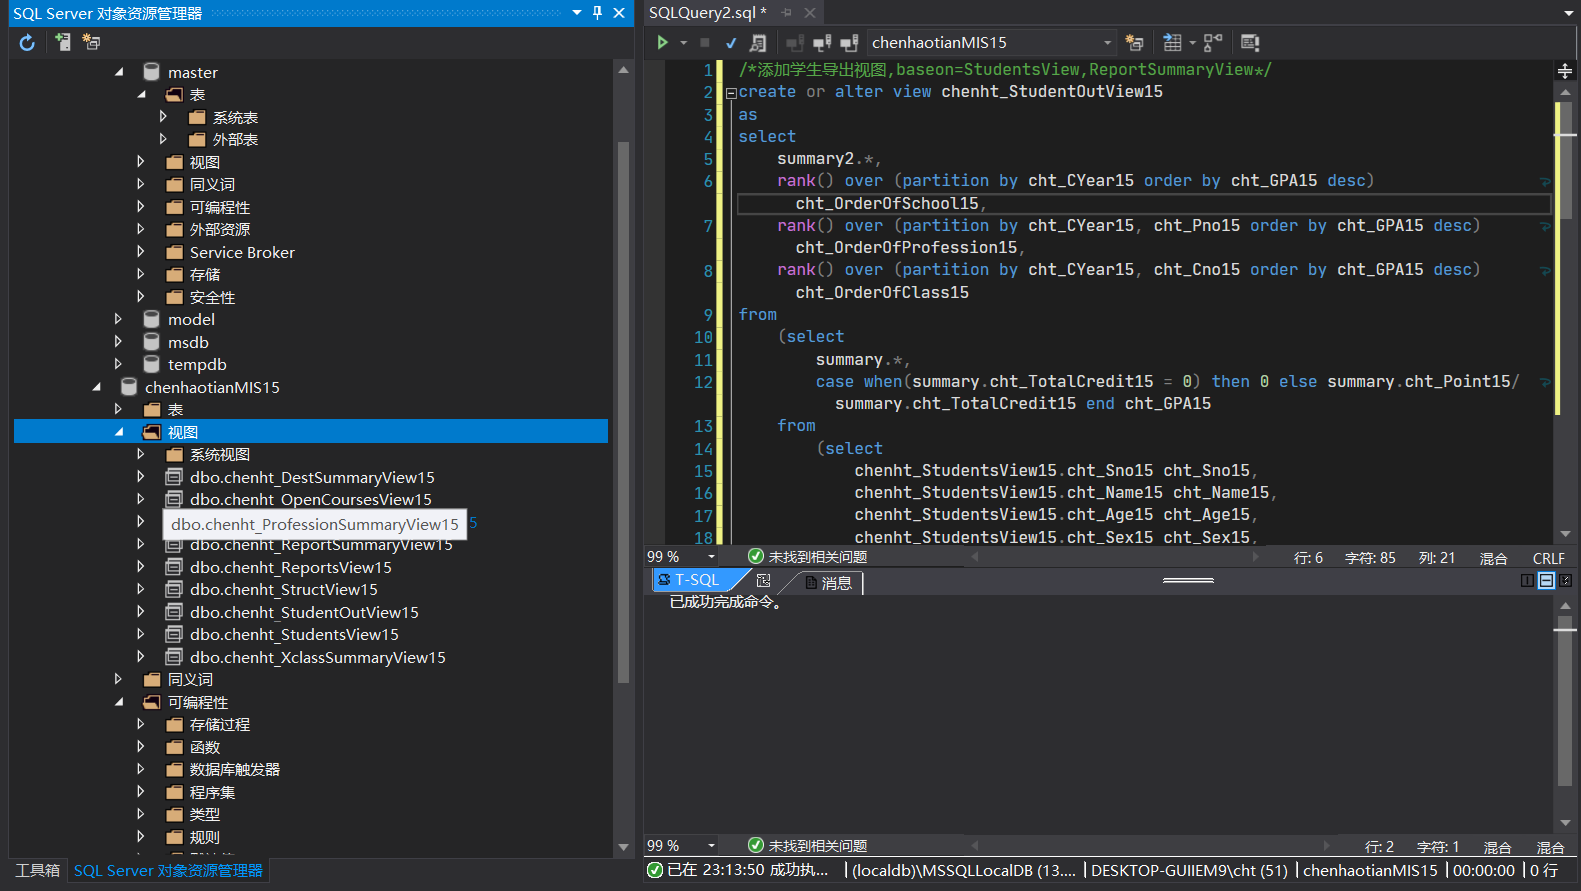 SQL Server 对象资源管理器
master
表
系统表
外部表
视图
同义词
可编程性
外部资源
Service Broker
存储
安全性
model
msdb
tempdb
chenhaotianMIS15
表
视图
系统视图
dbo.chenht_DestSummaryView15
dbo.chenht_OpenCoursesView15
dbo.chenht_ProfessionSummaryView15 5
dbo.chenht_ReportSummaryView15
dbo.chenht_ReportsView15
dbo.chenht_StructView15
dbo.chenht_StudentOutView15
dbo.chenht_StudentsView15
dbo.chenht_XclassSummaryView15
同义词
可编程性
存储过程
函数
数据库触发器
程序集
类型
规则
工具箱 SQL Server 对象资源管理器
SQLQuery2.sql *
chenhaotianMIS15
1 /*添加学生导出视图,baseon=StudentsView,ReportSummaryView*/
2 create or alter view chenht_StudentOutView15
3 as
4 select
5 summary2.*,
6 rank() over (partition by cht_CYear15 order by cht_GPA15 desc)
cht_OrderOfSchool15,
7 rank() over (partition by cht_CYear15, cht_Pno15 order by cht_GPA15 desc)
cht_OrderOfProfession15,
8 rank() over (partition by cht_CYear15, cht_Cno15 order by cht_GPA15 desc)
cht_OrderOfClass15
9 from
10 (select
11 summary.*,
12 case when(summary.cht_TotalCredit15 = 0) then 0 else summary.cht_Point15/
summary.cht_TotalCredit15 end cht_GPA15
13 from
14 (select
15 chenht_StudentsView15.cht_Sno15 cht_Sno15,
16 chenht_StudentsView15.cht_Name15 cht_Name15,
17 chenht_StudentsView15.cht_Age15 cht_Age15,
18 chenht_StudentsView15.cht_Sex15 cht_Sex15,
99 % 未找到相关问题 行: 6 字符: 85 列: 21 混合 CRLF
T-SQL 消息
已成功完成命令。
99 % 未找到相关问题 行: 2 字符: 1 混合 混合
已在 23:13:50 成功执... (localdb)\MSSQLLocalDB (13.... DESKTOP-GUIIEM9\cht (51) chenhaotianMIS15 00:00:00 0 行